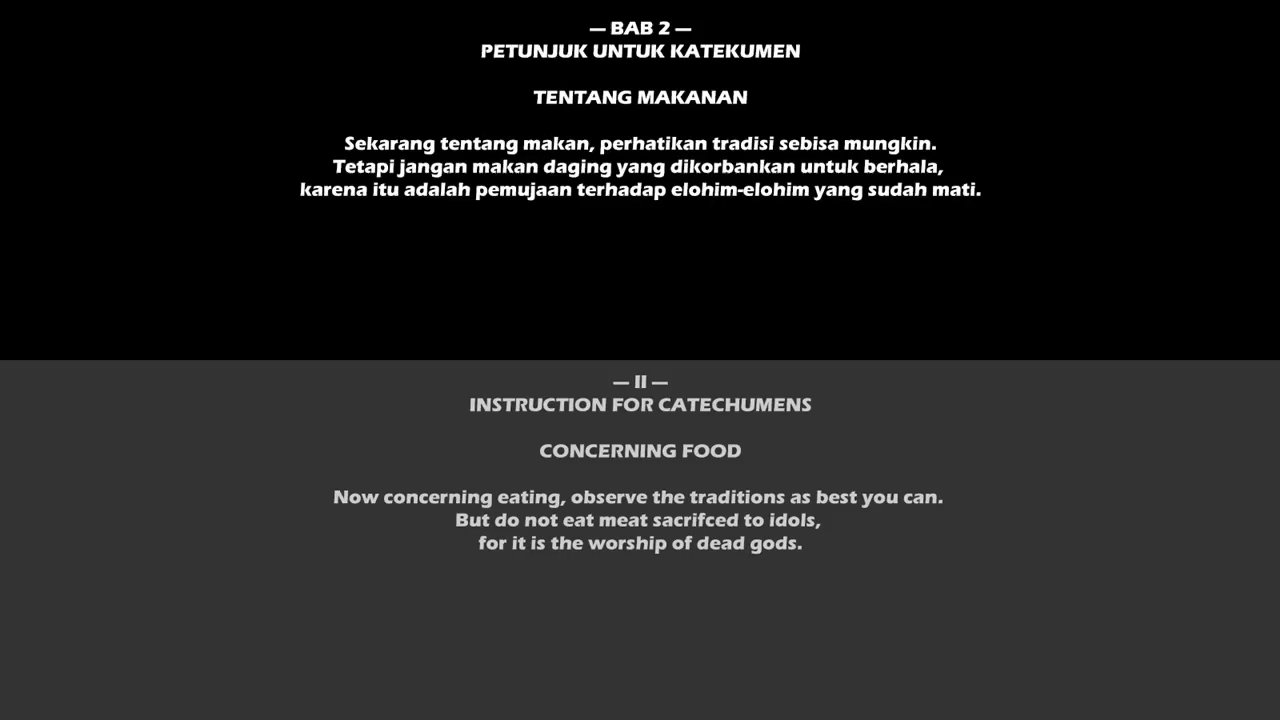 — BAB 2 —
PETUNJUK UNTUK KATEKUMEN
TENTANG MAKANAN
Sekarang tentang makan, perhatikan tradisi sebisa mungkin.
Tetapi jangan makan daging yang dikorbankan untuk berhala,
karena itu adalah pemujaan terhadap elohim-elohim yang sudah mati.
— II —
INSTRUCTION FOR CATECHUMENS
CONCERNING FOOD
Now concerning eating, observe the traditions as best you can.
But do not eat meat sacrifced to idols,
for it is the worship of dead gods.